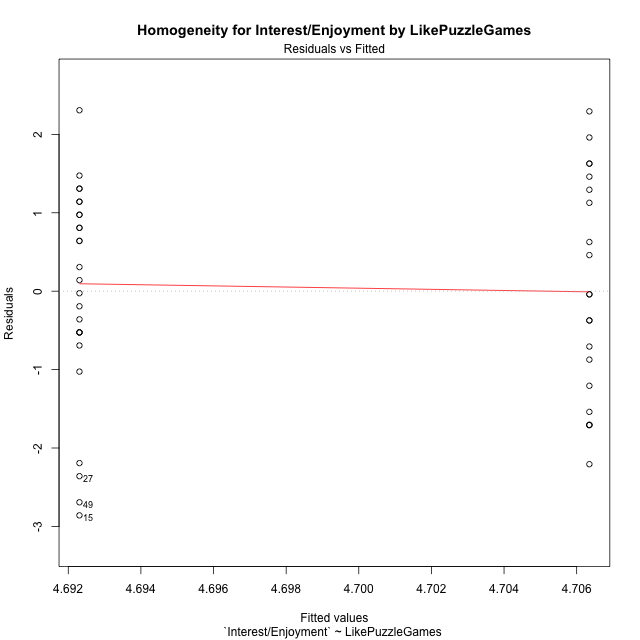 Homogeneity for Interest/Enjoyment by LikePuzzleGames
Residuals vs Fitted
Residuals
2
1
0
-1
-2
-3
27
49
15
4.692 4.694 4.696 4.698 4.700 4.702 4.704 4.706
Fitted values
`Interest/Enjoyment` ~ LikePuzzleGames